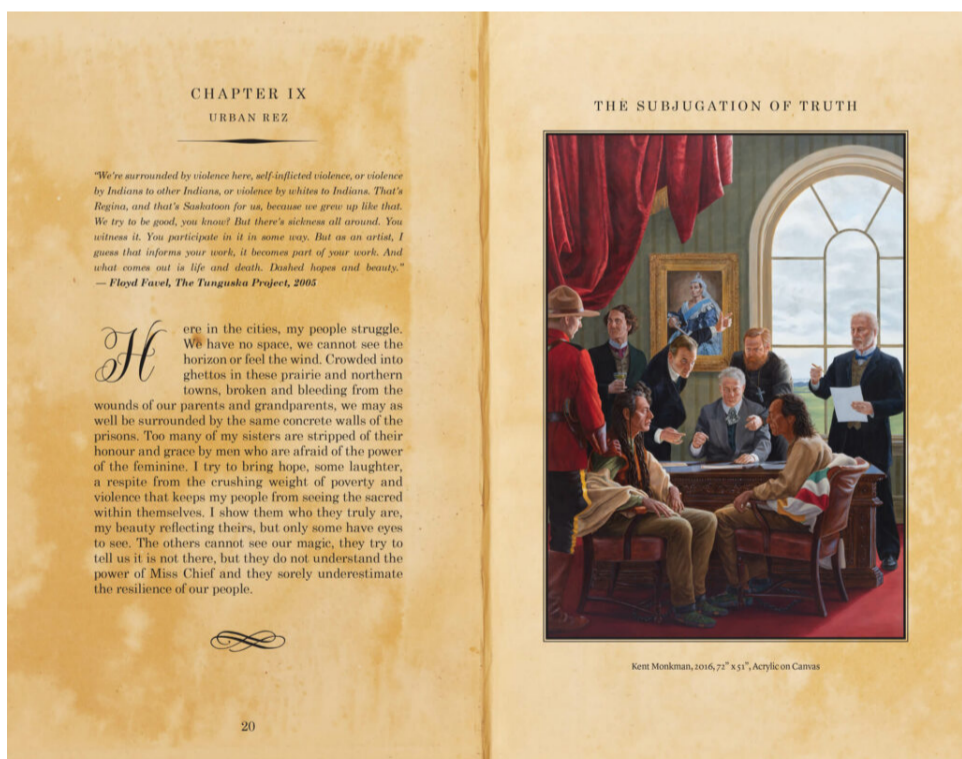 CHAPTER IX
URBAN REZ
"We're surrounded by violence here, self-inflicted violence, or violence
by Indians to other Indians, or violence by whites to Indians. That's
Regina, and that's Saskatoon for us, because we grew up like that.
We try to be good, you know? But there's sickness all around. You
witness it. You participate in it in some way. But as an artist, I
guess that informs your work, it becomes part of your work. And
what comes out is life and death. Dashed hopes and beauty."
— Floyd Favel, The Tunguska Project, 2005
Here in the cities, my people struggle.
We have no space, we cannot see the
horizon or feel the wind. Crowded into
ghettos in these prairie and northern
towns, broken and bleeding from the
wounds of our parents and grandparents, we may as
well be surrounded by the same concrete walls of the
prisons. Too many of my sisters are stripped of their
honour and grace by men who are afraid of the power
of the feminine. I try to bring hope, some laughter,
a respite from the crushing weight of poverty and
violence that keeps my people from seeing the sacred
within themselves. I show them who they truly are,
my beauty reflecting theirs, but only some have eyes
to see. The others cannot see our magic, they try to
tell us it is not there, but they do not understand the
power of Miss Chief and they sorely underestimate
the resilience of our people.
20
THE SUBJUGATION OF TRUTH
Kent Monkman, 2016, 72" x 51", Acrylic on Canvas